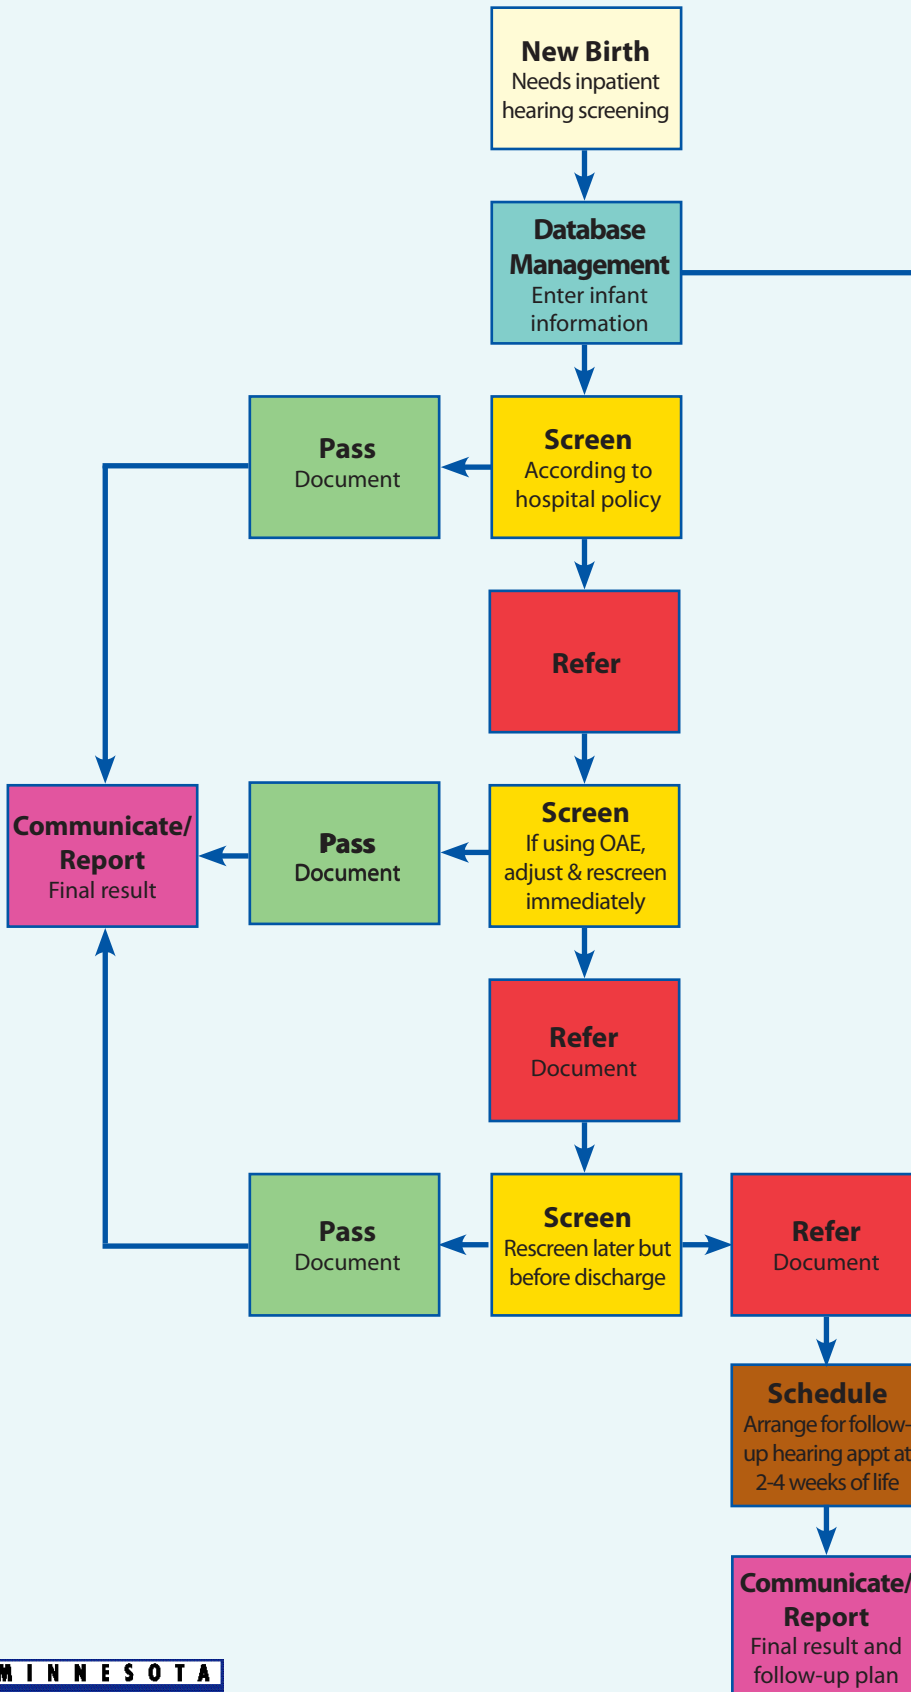 New Birth
Needs inpatient
hearing screening
Database
Management
Enter infant
information
Pass
Document
Screen
According to
hospital policy
Refer
Communicate/
Report
Final result
Pass
Document
Screen
If using OAE,
adjust & rescreen
immediately
Refer
Document
Pass
Document
Screen
Rescreen later but
before discharge
Refer
Document
Schedule
Arrange for follow-
up hearing appt at
2-4 weeks of life
Communicate/
Report
Final result and
follow-up plan
MINNESOTA